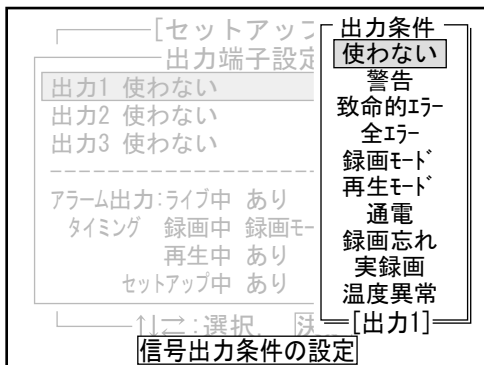 [セットアップ
出力端子設定
出力1 使わない
出力2 使わない
出力3 使わない
アラーム出力:ライブ中 あり
タイミング 録画中 録画モー
再生中 あり
セットアップ中 あり
↑↓⇄:選択, 決
出力条件
使わない
警告
致命的ｴﾗｰ
全ｴﾗｰ
録画ﾓｰﾄﾞ
再生ﾓｰﾄﾞ
通電
録画忘れ
実録画
温度異常
[出力1]
信号出力条件の設定